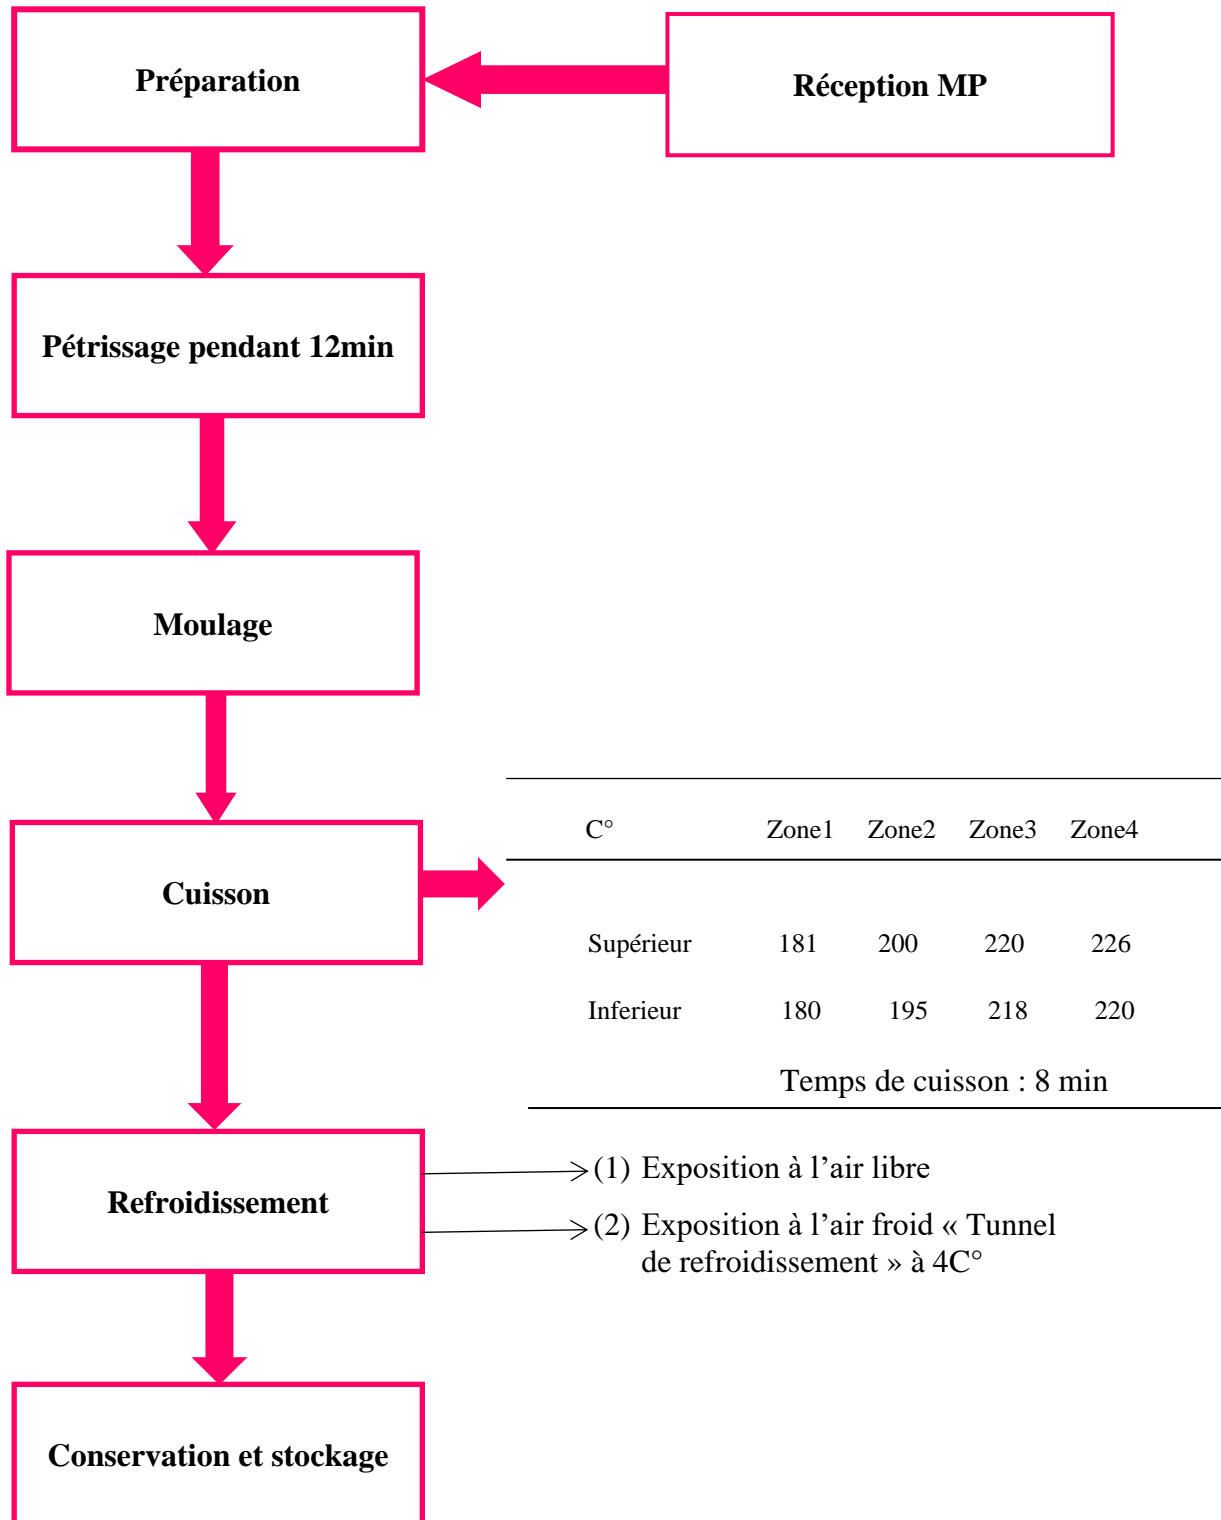 Préparation
Réception MP
Pétrissage pendant 12min
Moulage
Cuisson
C° Zone1 Zone2 Zone3 Zone4
Supérieur 181 200 220 226
Inferieur 180 195 218 220
Temps de cuisson : 8 min
Refroidissement
(1) Exposition à l’air libre
(2) Exposition à l’air froid « Tunnel
de refroidissement » à 4C°
Conservation et stockage